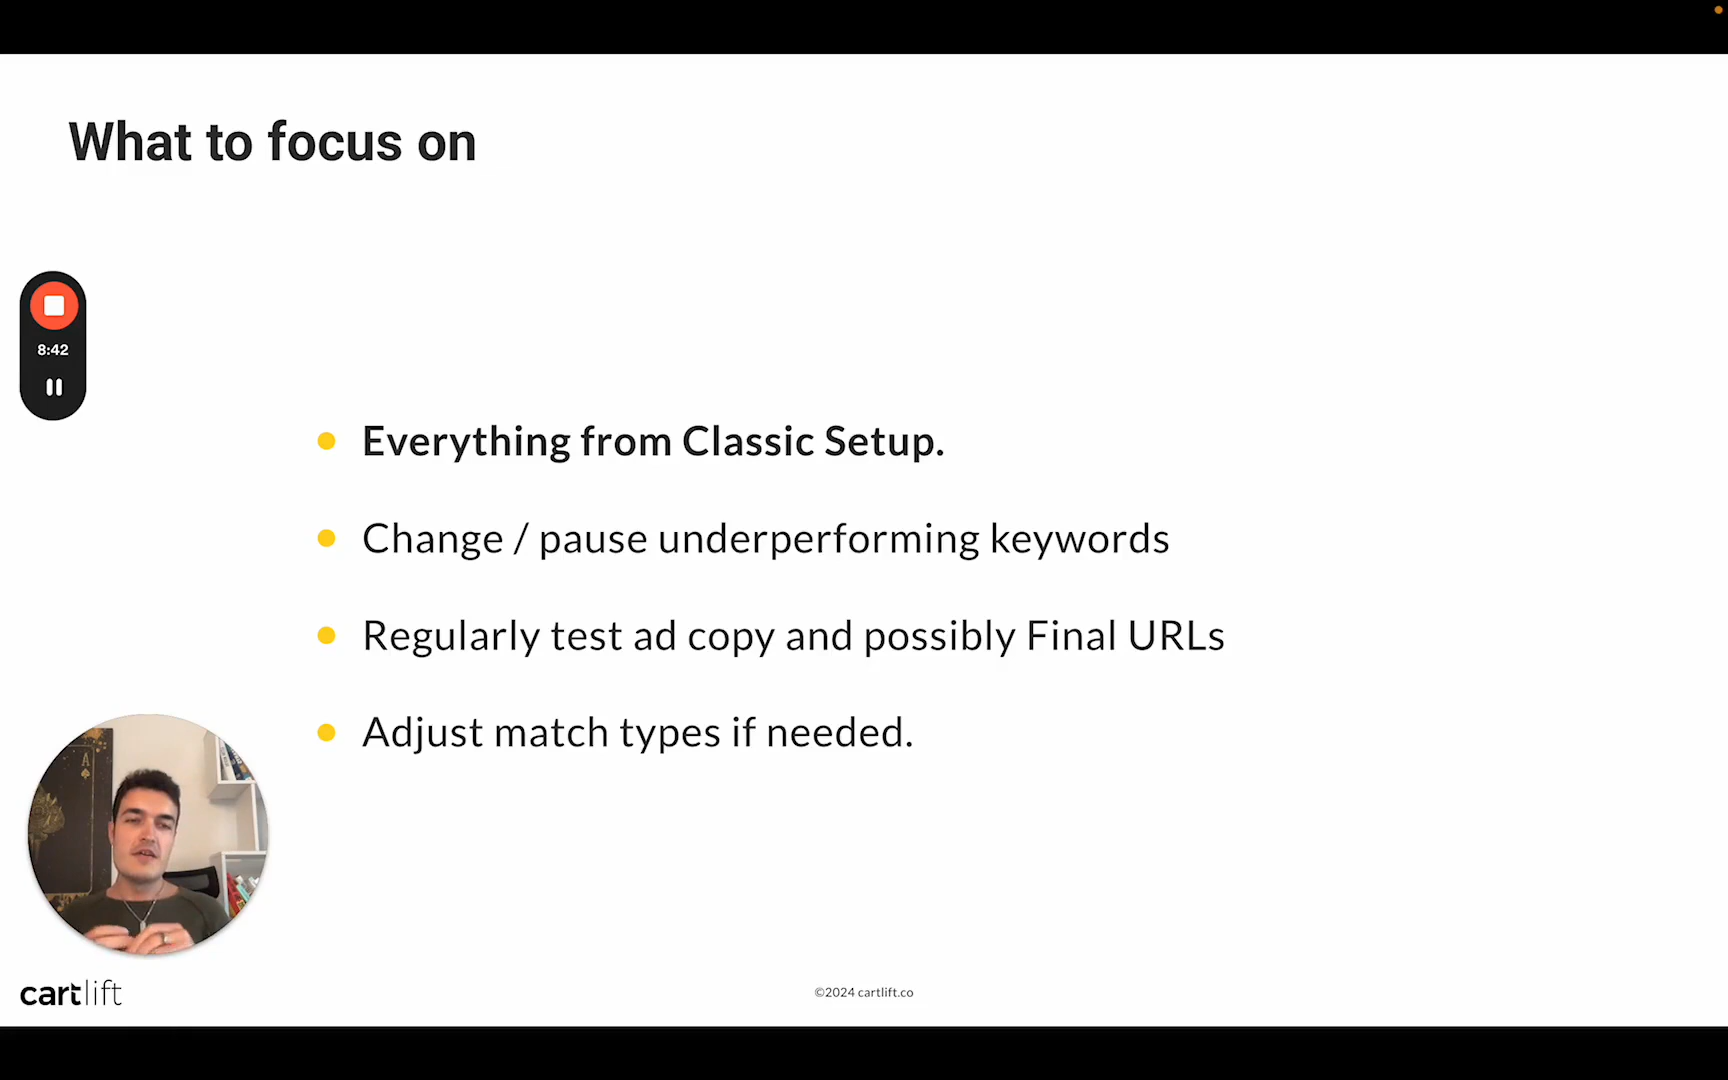 What to focus on
8:42
Everything from Classic Setup.
Change / pause underperforming keywords
Regularly test ad copy and possibly Final URLs
Adjust match types if needed.
A
cartlift
©2024 cartlift.co